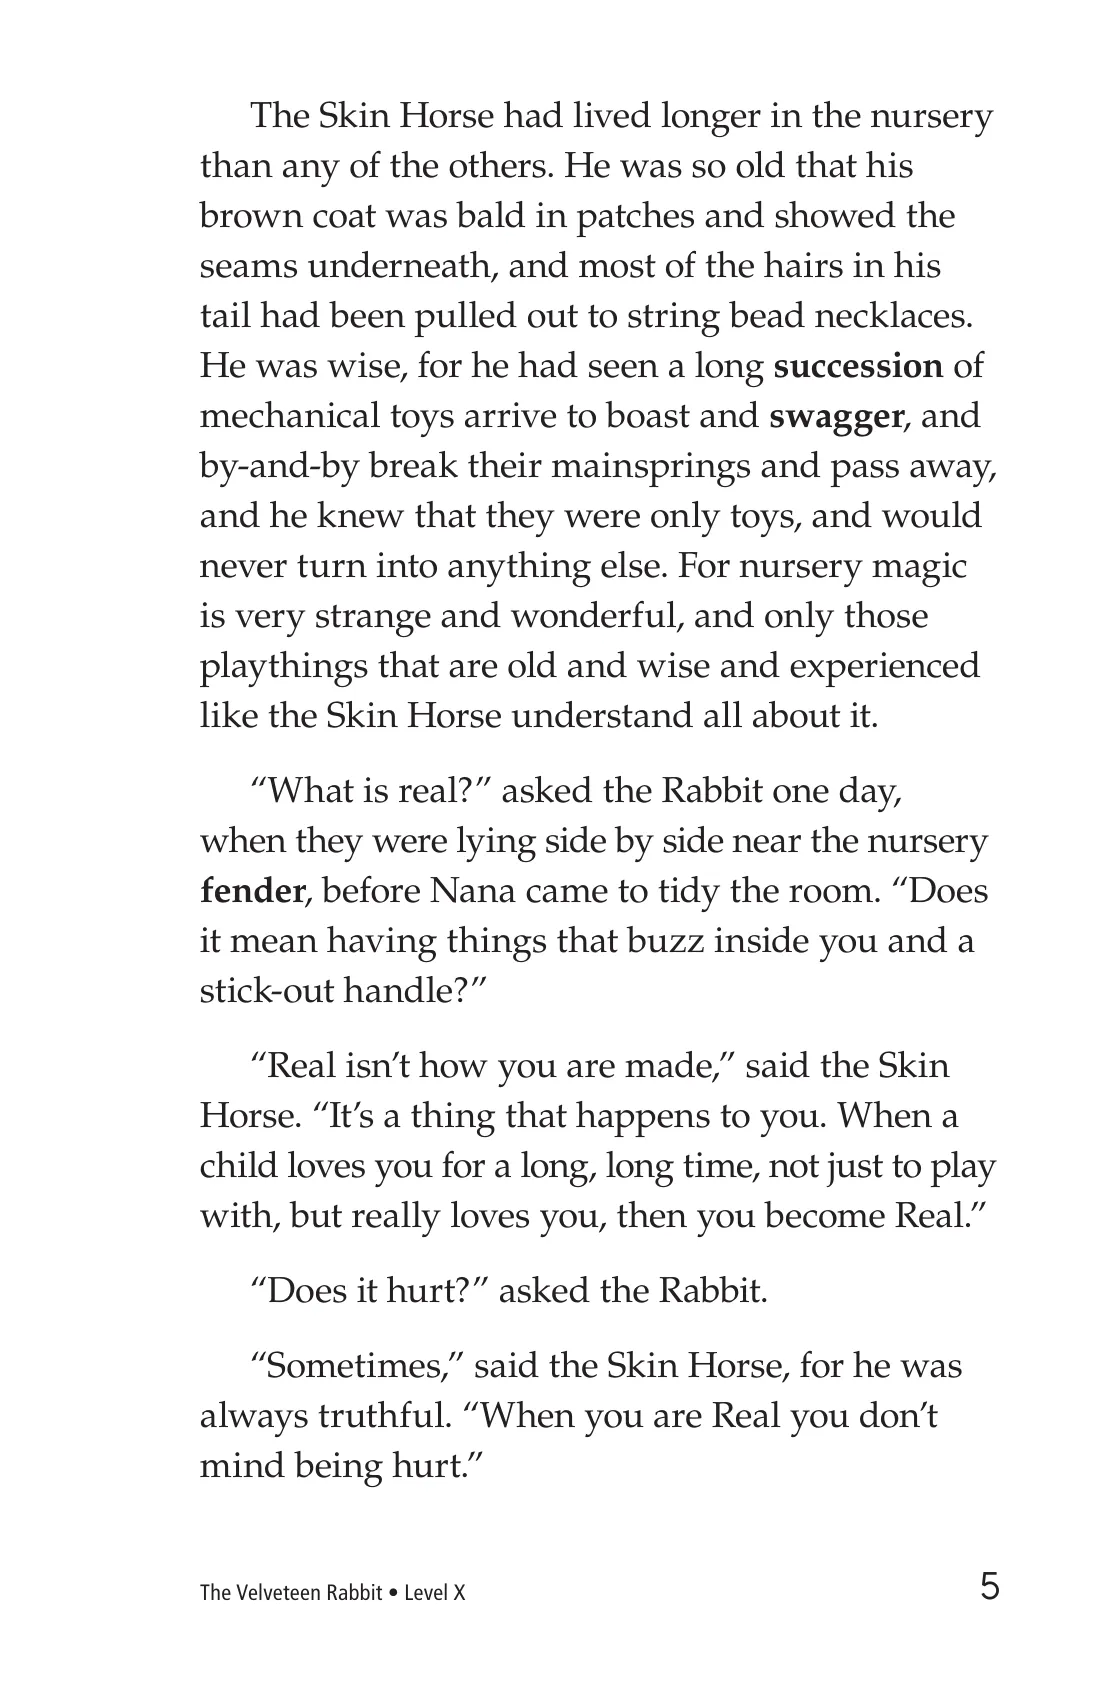 The Skin Horse had lived longer in the nursery
than any of the others. He was so old that his
brown coat was bald in patches and showed the
seams underneath, and most of the hairs in his
tail had been pulled out to string bead necklaces.
He was wise, for he had seen a long succession of
mechanical toys arrive to boast and swagger, and
by-and-by break their mainsprings and pass away,
and he knew that they were only toys, and would
never turn into anything else. For nursery magic
is very strange and wonderful, and only those
playthings that are old and wise and experienced
like the Skin Horse understand all about it.
“What is real?” asked the Rabbit one day,
when they were lying side by side near the nursery
fender, before Nana came to tidy the room. “Does
it mean having things that buzz inside you and a
stick-out handle?”
“Real isn’t how you are made,” said the Skin
Horse. “It’s a thing that happens to you. When a
child loves you for a long, long time, not just to play
with, but really loves you, then you become Real.”
“Does it hurt?” asked the Rabbit.
“Sometimes,” said the Skin Horse, for he was
always truthful. “When you are Real you don’t
mind being hurt.”
The Velveteen Rabbit • Level X
5